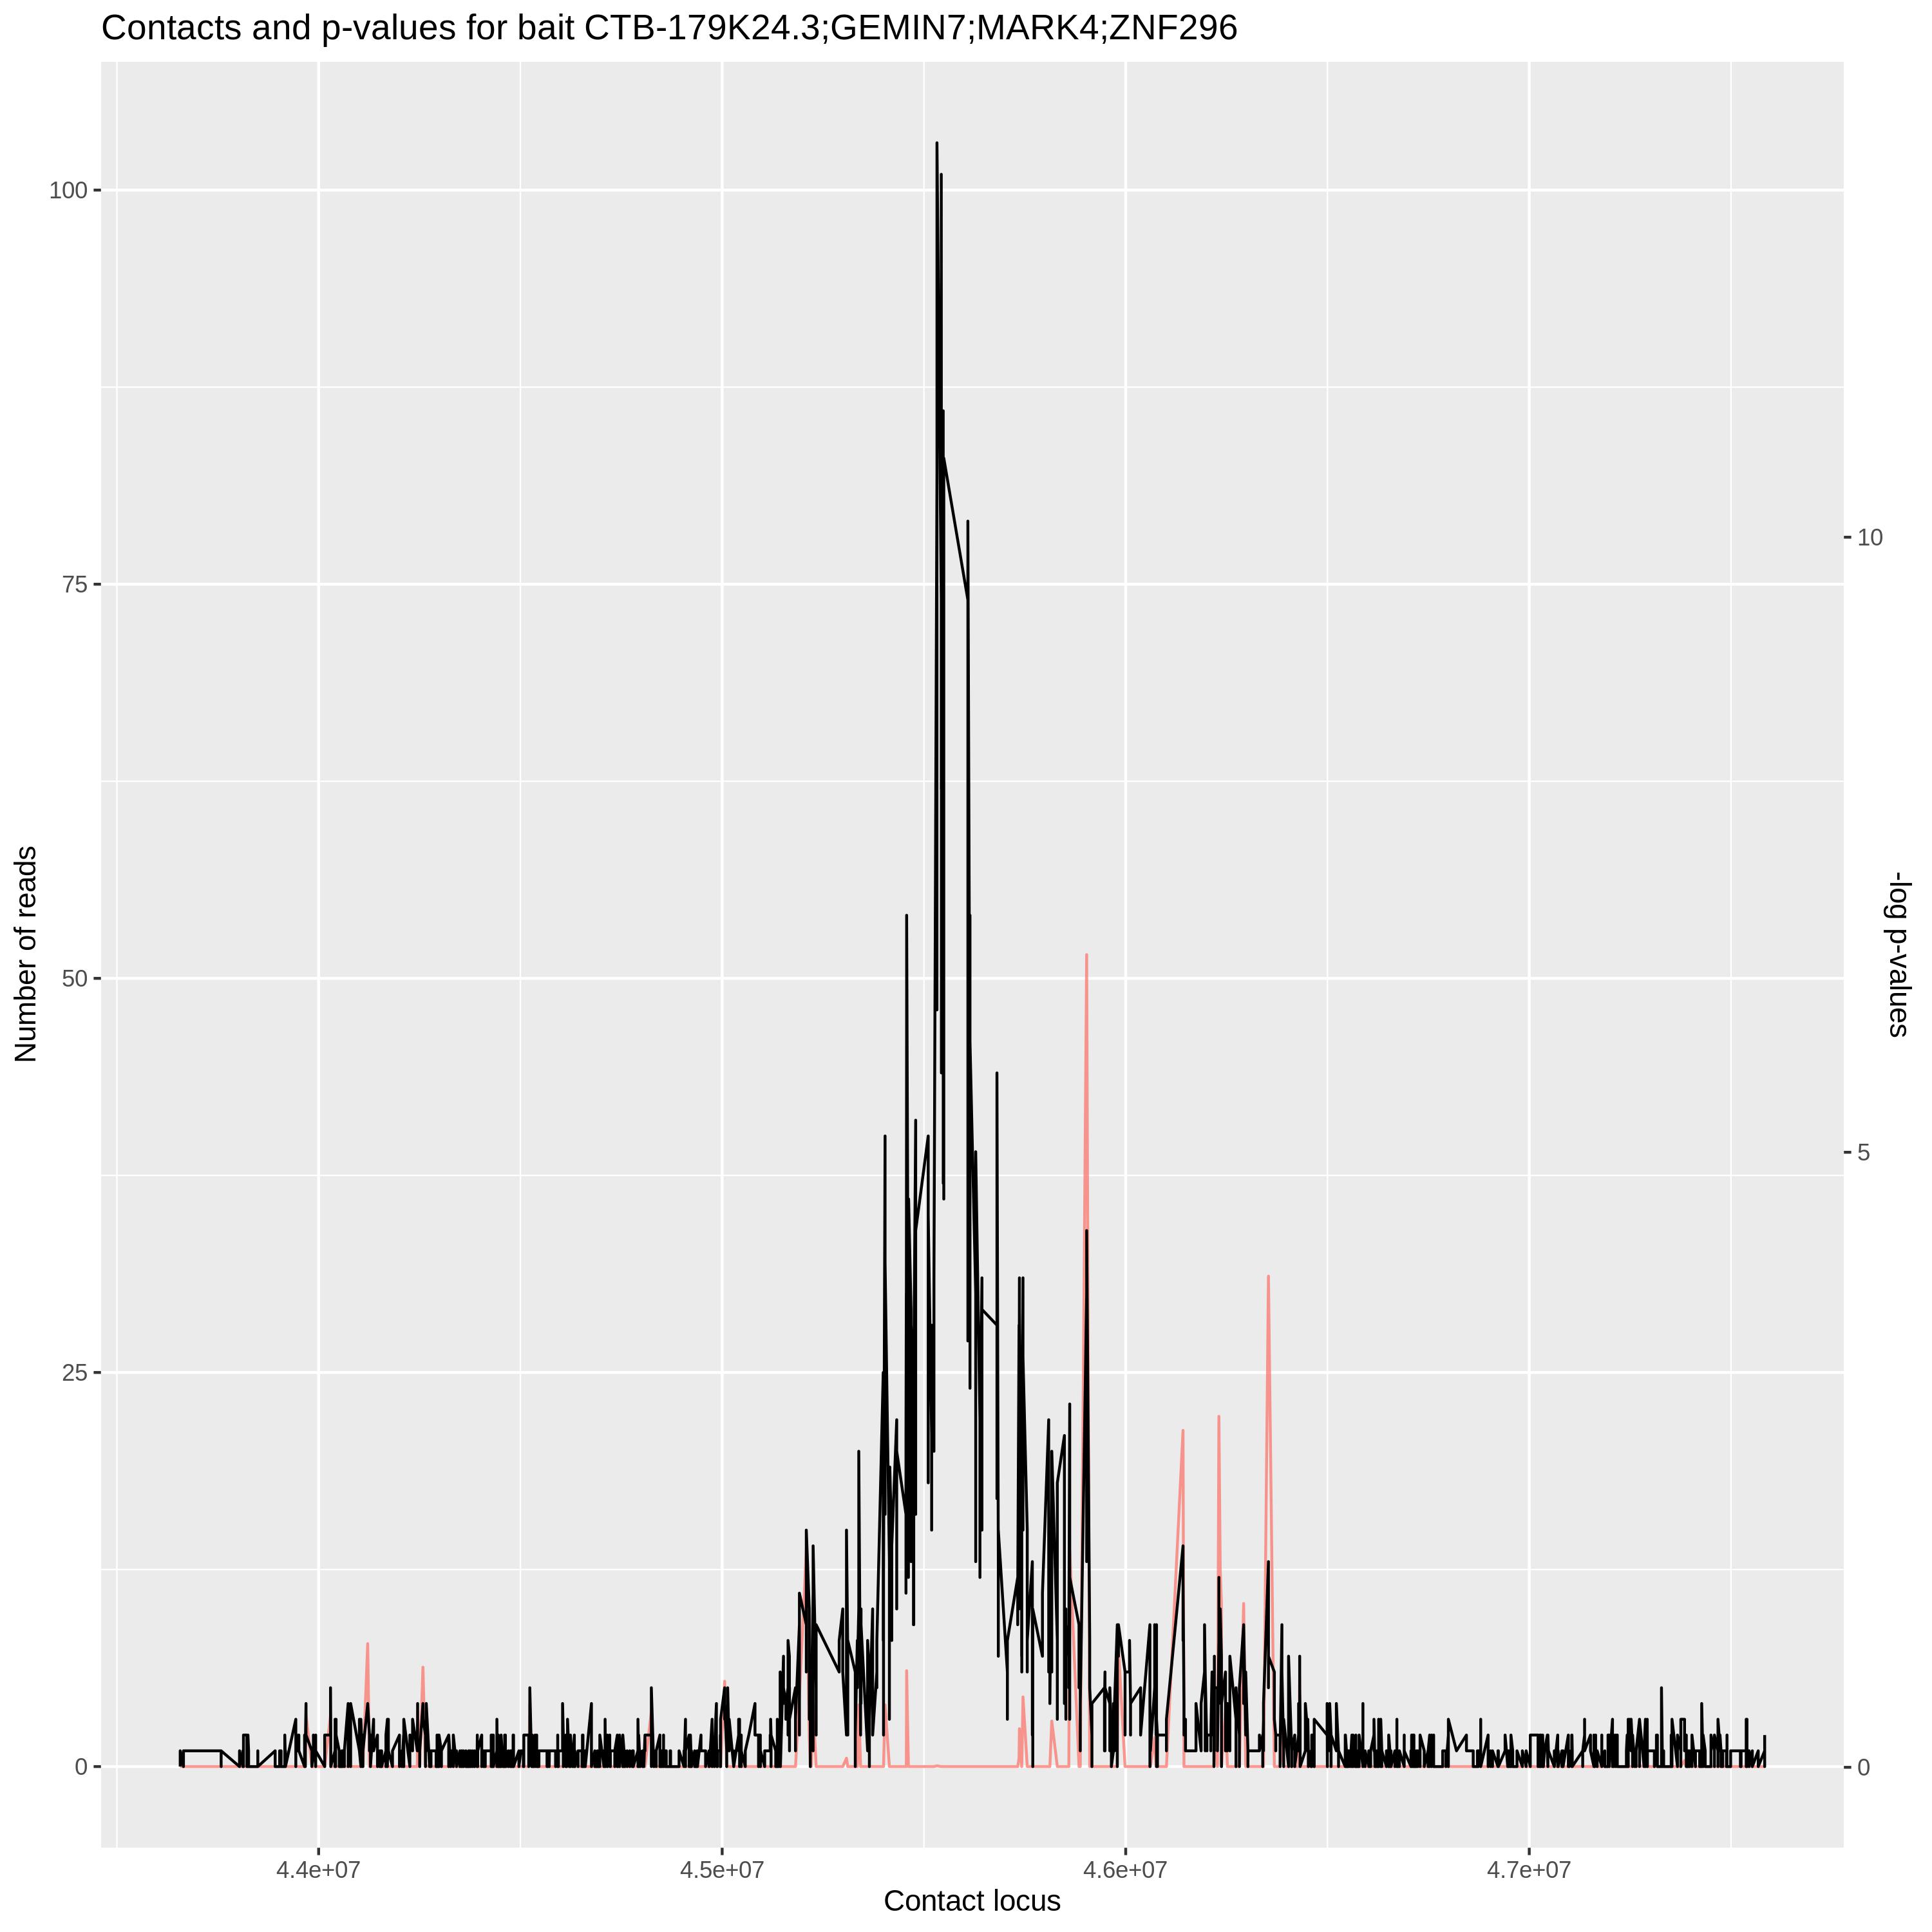 Contacts and p-values for bait CTB-179K24.3;GEMIN7;MARK4;ZNF296
100
75
50
25
0
Number of reads
10
5
0
-log p-values
4.4e+07
4.5e+07
4.6e+07
4.7e+07
Contact locus